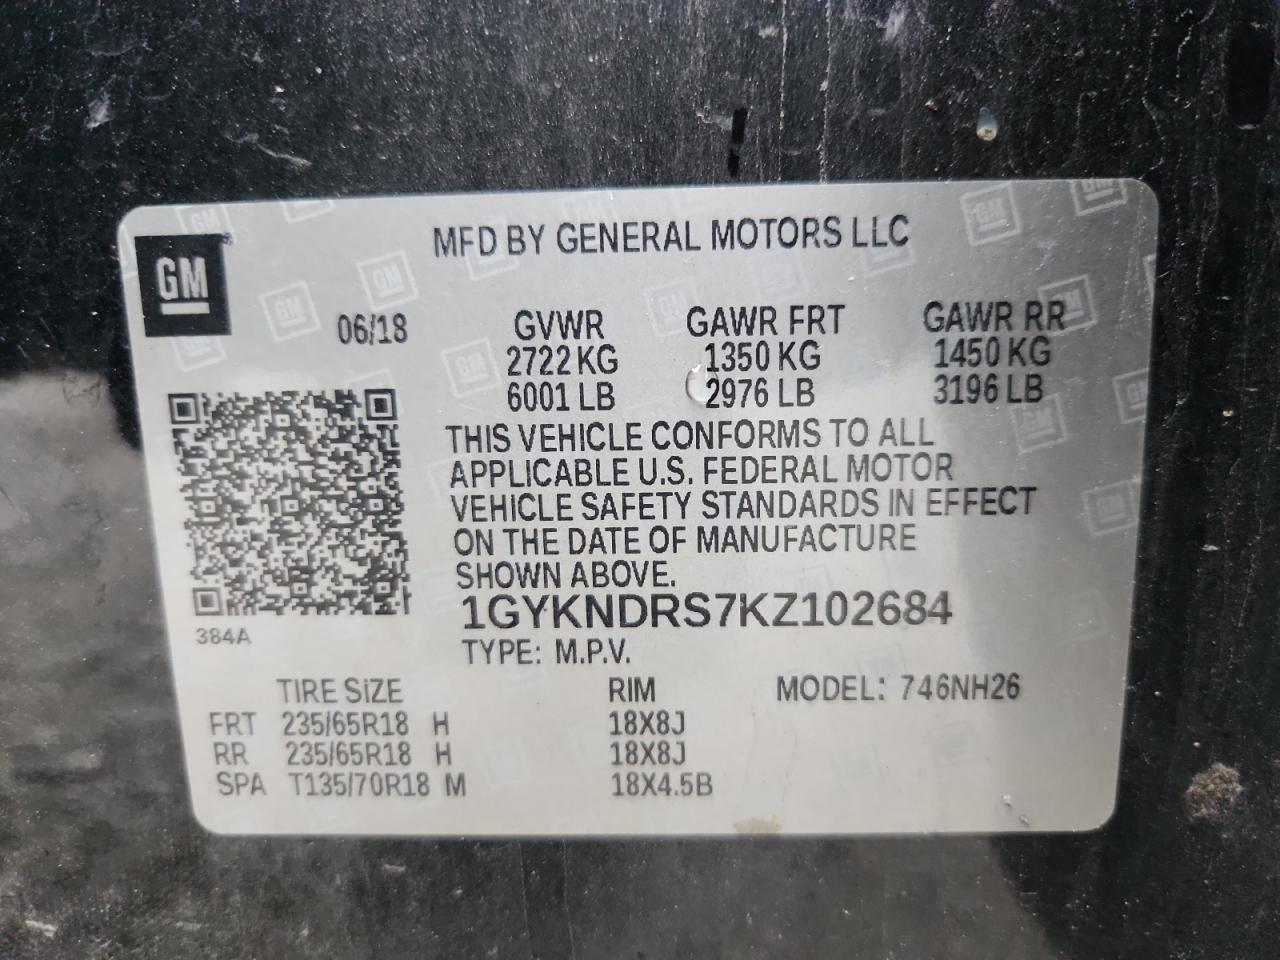 MFD BY GENERAL MOTORS LLC
GM
06/18 GVWR GAWR FRT GAWR RR
2722 KG 1350 KG 1450 KG
6001 LB 2976 LB 3196 LB
THIS VEHICLE CONFORMS TO ALL
APPLICABLE U.S. FEDERAL MOTOR
VEHICLE SAFETY STANDARDS IN EFFECT
ON THE DATE OF MANUFACTURE
SHOWN ABOVE.
1GYKNDRS7KZ102684
384A
TYPE: M.P.V.
TIRE SiZE RIM MODEL: 746NH26
FRT 235/65R18 H 18X8J
RR 235/65R18 H 18X8J
SPA T135/70R18 M 18X4.5B